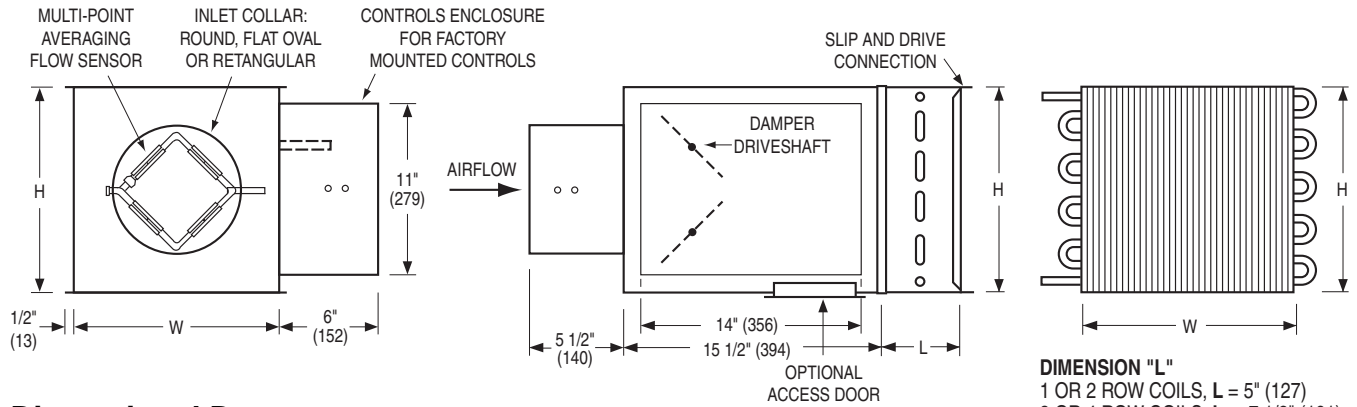 MULTI-POINT
AVERAGING
FLOW SENSOR
INLET COLLAR:
ROUND, FLAT OVAL
OR RETANGULAR
CONTROLS ENCLOSURE
FOR FACTORY
MOUNTED CONTROLS
H
11"
(279)
1/2"
(13)
W
6"
(152)
AIRFLOW
DAMPER
DRIVESHAFT
SLIP AND DRIVE
CONNECTION
H
5 1/2"
(140)
14" (356)
15 1/2" (394)
L
OPTIONAL
ACCESS DOOR
H
W
DIMENSION "L"
1 OR 2 ROW COILS, L = 5" (127)